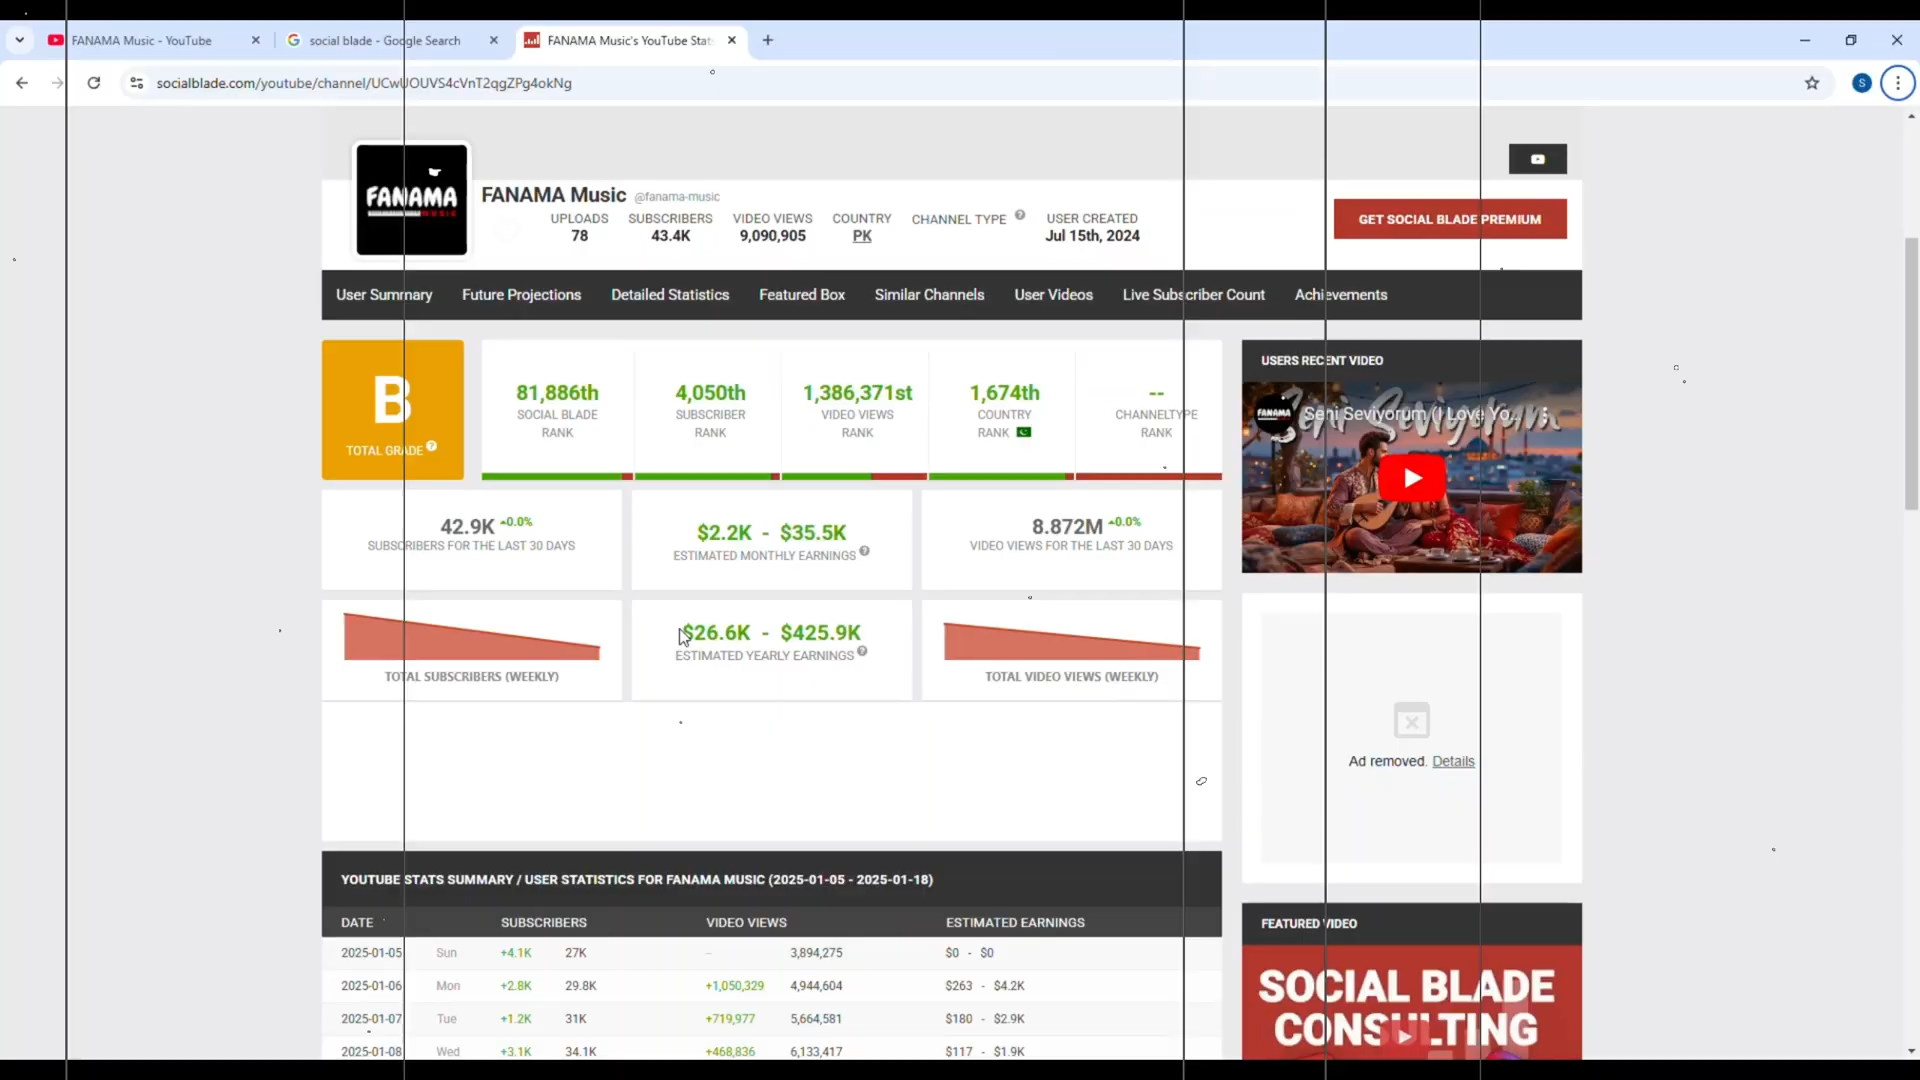 FANAMA Music - YouTube
social blade - Google Search
FANAMA Music's YouTube Stat
socialblade.com/youtube/channel/UCwUOUVS4cVnT2qgZPg4okNg
S
FANAMA
MUSIC
FANAMA Music @fanama-music
UPLOADS SUBSCRIBERS VIDEO VIEWS COUNTRY CHANNEL TYPE USER CREATED
78 43.4K 9,090,905 PK Jul 15th, 2024
GET SOCIAL BLADE PREMIUM
User Summary Future Projections Detailed Statistics Featured Box Similar Channels User Videos Live Subscriber Count Achievements
B
TOTAL GRADE
81,886th 4,050th 1,386,371st 1,674th --
SOCIAL BLADE SUBSCRIBER VIDEO VIEWS COUNTRY CHANNELTYPE
RANK RANK RANK RANK RANK
USERS RECENT VIDEO
FANAMA
Seni Seviyorum (I Love Yo...
Seni Seviyorum
42.9K 0.0%
SUBSCRIBERS FOR THE LAST 30 DAYS
$2.2K - $35.5K
ESTIMATED MONTHLY EARNINGS
8.872M 0.0%
VIDEO VIEWS FOR THE LAST 30 DAYS
TOTAL SUBSCRIBERS (WEEKLY)
$26.6K - $425.9K
ESTIMATED YEARLY EARNINGS
TOTAL VIDEO VIEWS (WEEKLY)
Ad removed. Details
YOUTUBE STATS SUMMARY / USER STATISTICS FOR FANAMA MUSIC (2025-01-05 - 2025-01-18)
DATE SUBSCRIBERS VIDEO VIEWS ESTIMATED EARNINGS
2025-01-05 Sun +4.1K 27K -- 3,894,275 $0 - $0
2025-01-06 Mon +2.8K 29.8K +1,050,329 4,944,604 $263 - $4.2K
2025-01-07 Tue +1.2K 31K +719,977 5,664,581 $180 - $2.9K
2025-01-08 Wed +3.1K 34.1K +468,836 6,133,417 $117 - $1.9K
FEATURED VIDEO
SOCIAL BLADE
CONSULTING